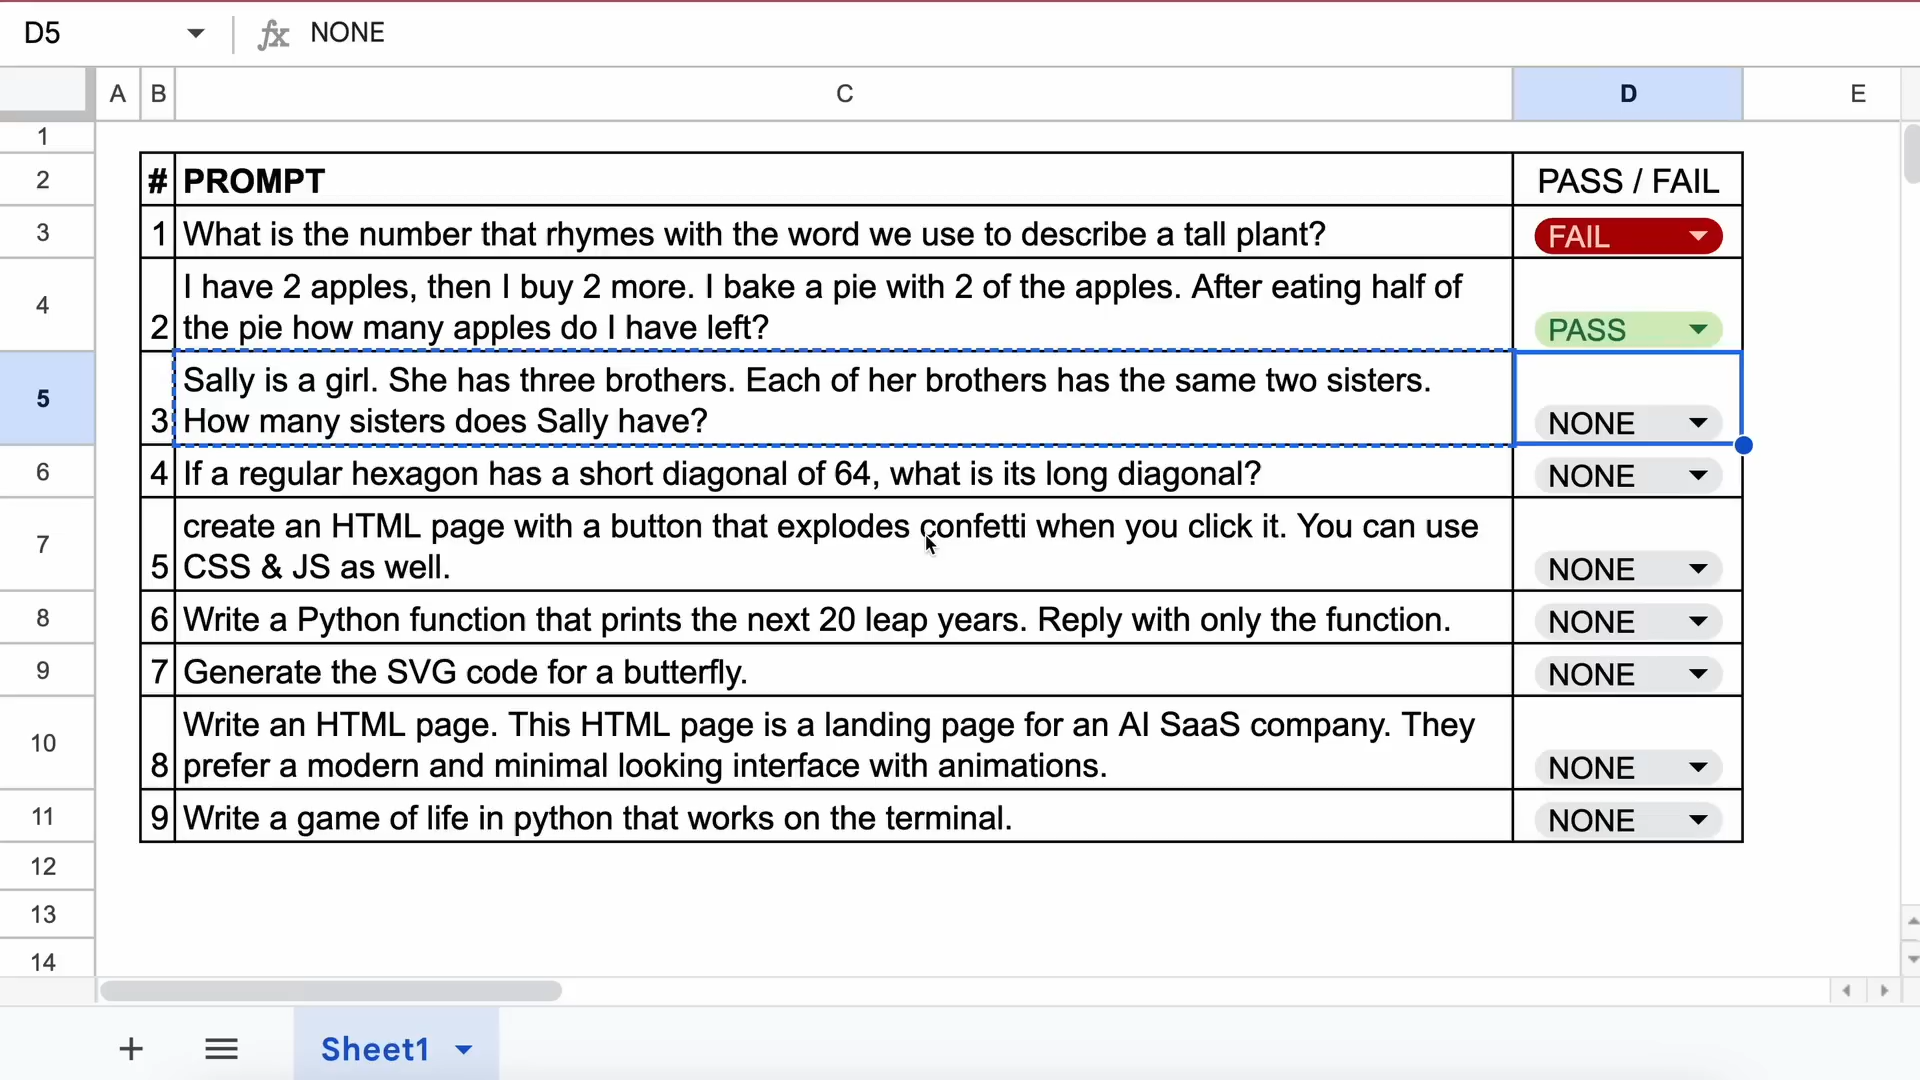 D5 fx NONE
A B C D E
1
2 # PROMPT PASS / FAIL
3 1 What is the number that rhymes with the word we use to describe a tall plant? FAIL
I have 2 apples, then I buy 2 more. I bake a pie with 2 of the apples. After eating half of
4 2 the pie how many apples do I have left? PASS
Sally is a girl. She has three brothers. Each of her brothers has the same two sisters.
5 3 How many sisters does Sally have? NONE
6 4 If a regular hexagon has a short diagonal of 64, what is its long diagonal? NONE
create an HTML page with a button that explodes confetti when you click it. You can use
7 5 CSS & JS as well. NONE
8 6 Write a Python function that prints the next 20 leap years. Reply with only the function. NONE
9 7 Generate the SVG code for a butterfly. NONE
Write an HTML page. This HTML page is a landing page for an AI SaaS company. They
10 8 prefer a modern and minimal looking interface with animations. NONE
11 9 Write a game of life in python that works on the terminal. NONE
12
13
14
Sheet1